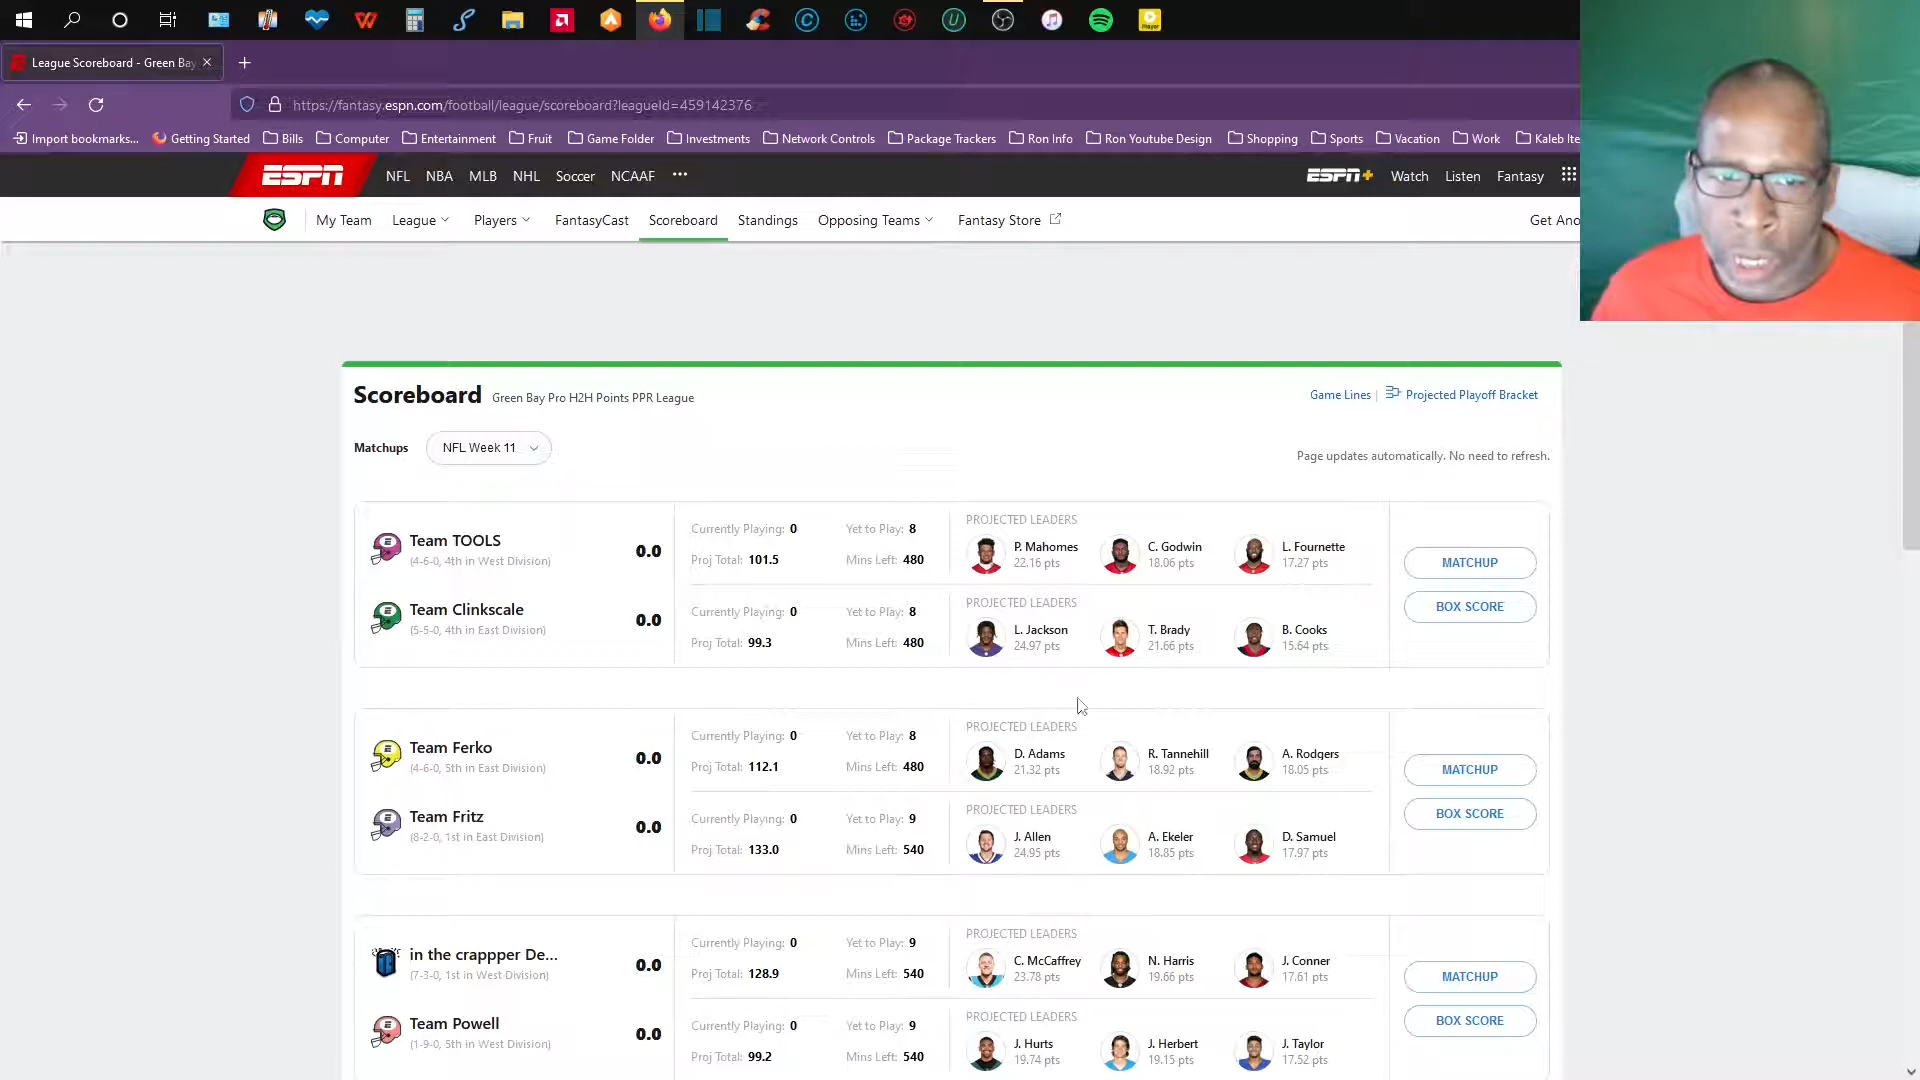 League Scoreboard - Green Bay
https://fantasy.espn.com/football/league/scoreboard?leagueId=459142376
Import bookmarks... Getting Started Bills Computer Entertainment Fruit Game Folder Investments Network Controls Package Trackers Ron Info Ron Youtube Design Shopping Sports Vacation Work Kaleb Ite
ESPN NFL NBA MLB NHL Soccer NCAAF ••• ESPN+ Watch Listen Fantasy
My Team League Players FantasyCast Scoreboard Standings Opposing Teams Fantasy Store Get Ano
Scoreboard Green Bay Pro H2H Points PPR League
Game Lines | Projected Playoff Bracket
Matchups NFL Week 11
Page updates automatically. No need to refresh.
Team TOOLS
(4-6-0, 4th in West Division)
0.0
Currently Playing: 0 Yet to Play: 8
Proj Total: 101.5 Mins Left: 480
PROJECTED LEADERS
P. Mahomes C. Godwin L. Fournette
22.16 pts 18.06 pts 17.27 pts
Team Clinkscale
(5-5-0, 4th in East Division)
0.0
Currently Playing: 0 Yet to Play: 8
Proj Total: 99.3 Mins Left: 480
PROJECTED LEADERS
L. Jackson T. Brady B. Cooks
24.97 pts 21.66 pts 15.64 pts
MATCHUP
BOX SCORE
Team Ferko
(4-6-0, 5th in East Division)
0.0
Currently Playing: 0 Yet to Play: 8
Proj Total: 112.1 Mins Left: 480
PROJECTED LEADERS
D. Adams R. Tannehill A. Rodgers
21.32 pts 18.92 pts 18.05 pts
Team Fritz
(8-2-0, 1st in East Division)
0.0
Currently Playing: 0 Yet to Play: 9
Proj Total: 133.0 Mins Left: 540
PROJECTED LEADERS
J. Allen A. Ekeler D. Samuel
24.95 pts 18.85 pts 17.97 pts
MATCHUP
BOX SCORE
in the crappper De...
(7-3-0, 1st in West Division)
0.0
Currently Playing: 0 Yet to Play: 9
Proj Total: 128.9 Mins Left: 540
PROJECTED LEADERS
C. McCaffrey N. Harris J. Conner
23.78 pts 19.66 pts 17.61 pts
Team Powell
(1-9-0, 5th in West Division)
0.0
Currently Playing: 0 Yet to Play: 9
Proj Total: 99.2 Mins Left: 540
PROJECTED LEADERS
J. Hurts J. Herbert J. Taylor
19.74 pts 19.15 pts 17.52 pts
MATCHUP
BOX SCORE